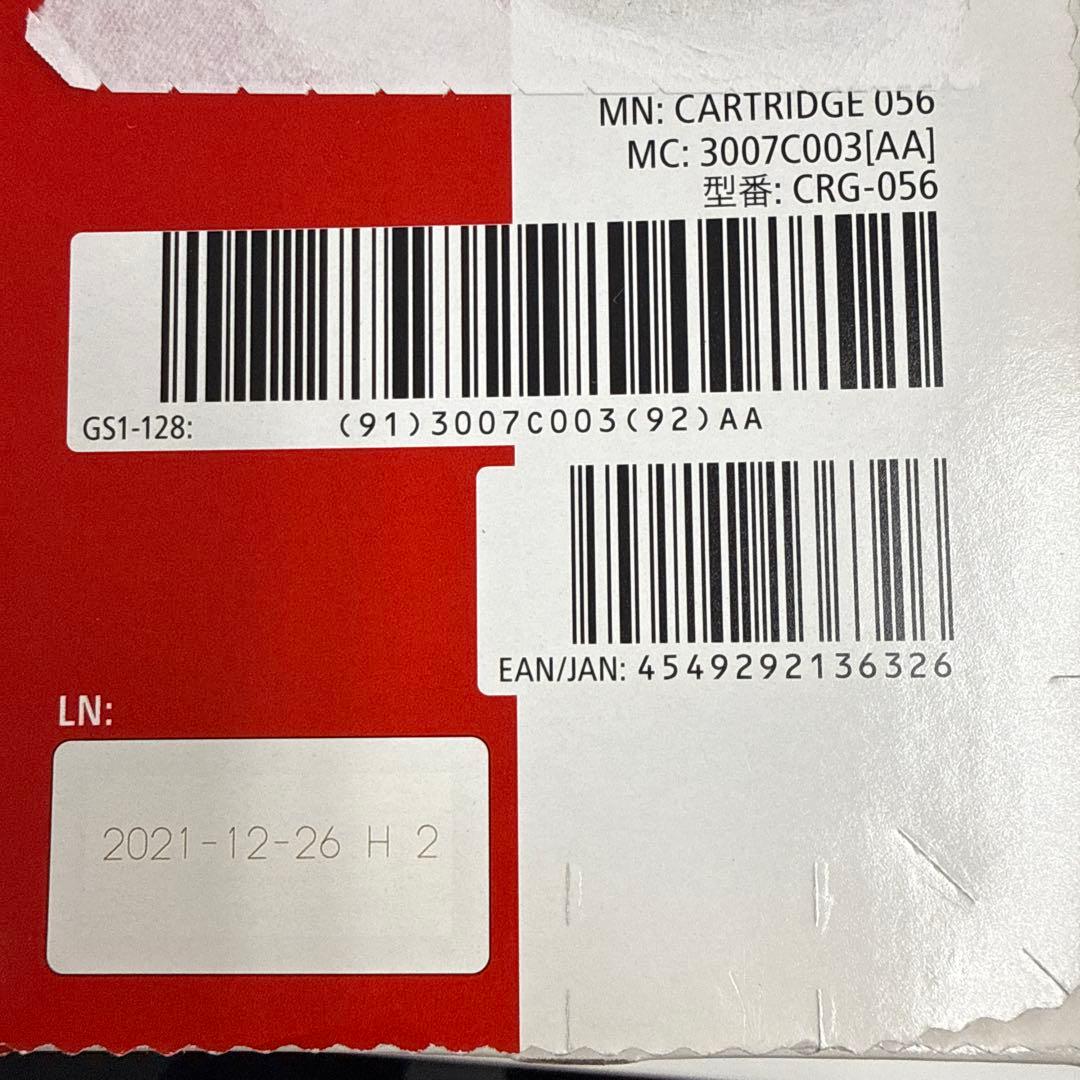 MN: CARTRIDGE 056
MC: 3007C003[AA]
型番: CRG-056
GS1-128: (91)3007C003(92)AA
EAN/JAN: 4549292136326
LN:
2021-12-26 H 2